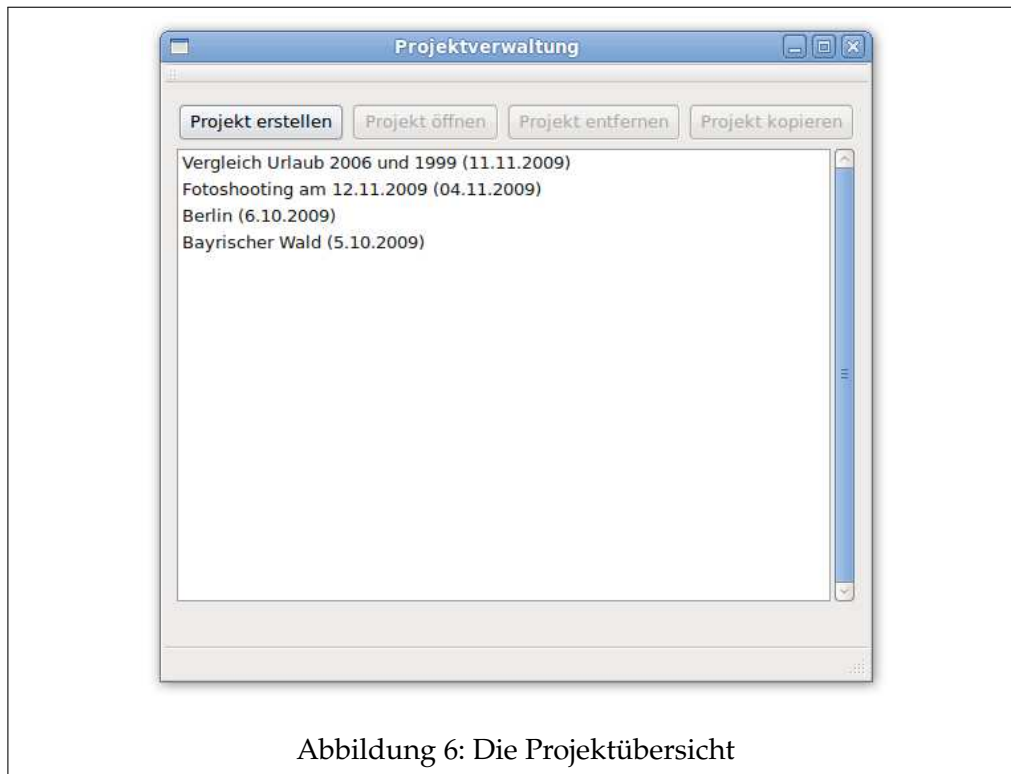 Projektverwaltung
Projekt erstellen Projekt öffnen Projekt entfernen Projekt kopieren
Vergleich Urlaub 2006 und 1999 (11.11.2009)
Fotoshooting am 12.11.2009 (04.11.2009)
Berlin (6.10.2009)
Bayrischer Wald (5.10.2009)
Abbildung 6: Die Projektübersicht